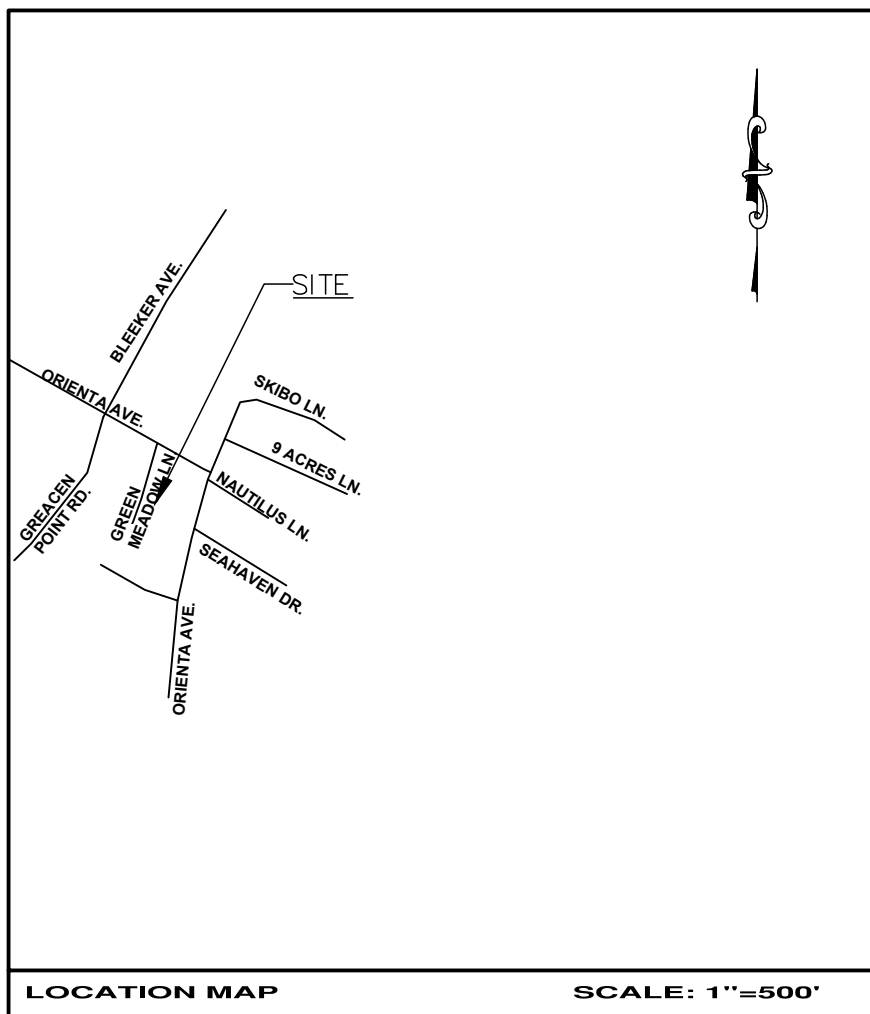 BLEEKER AVE.
SITE
ORIENTA AVE.
SKIBO LN.
9 ACRES LN.
NAUTILUS LN.
GREEN
MEADOW LN
GREACEN
POINT RD.
SEAHAVEN DR.
ORIENTA AVE.
LOCATION MAP
SCALE: 1"=500'